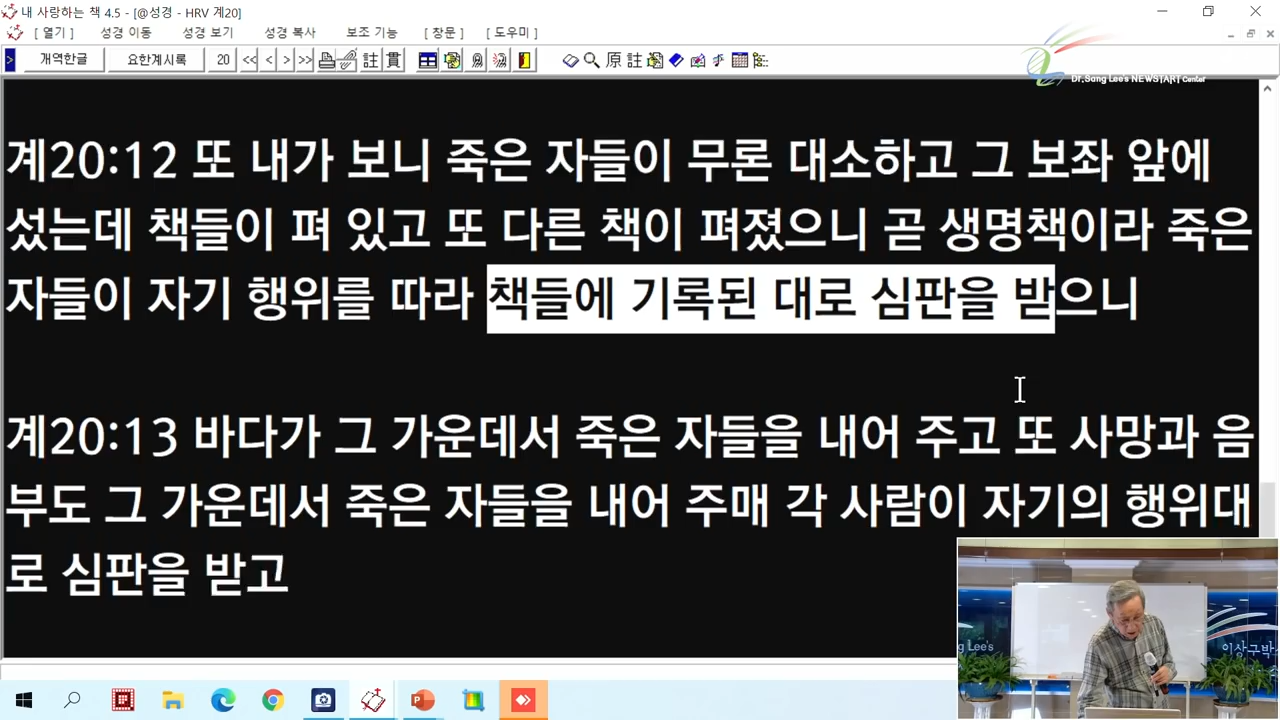 내 사랑하는 책 4.5 - [@성경 - HRV 계20]
[ 열기 ] 성경 이동 성경 보기 성경 복사 보조 기능 [ 창문 ] [ 도우미 ]
개역한글 요한계시록 20 << < > >> 註 貫 原 註
Dr.Sang Lee's NEWSTART Center
계20:12 또 내가 보니 죽은 자들이 무론 대소하고 그 보좌 앞에
섰는데 책들이 펴 있고 또 다른 책이 펴졌으니 곧 생명책이라 죽은
자들이 자기 행위를 따라 책들에 기록된 대로 심판을 받으니
계20:13 바다가 그 가운데서 죽은 자들을 내어 주고 또 사망과 음
부도 그 가운데서 죽은 자들을 내어 주매 각 사람이 자기의 행위대
로 심판을 받고
ng Lee's
이상구박